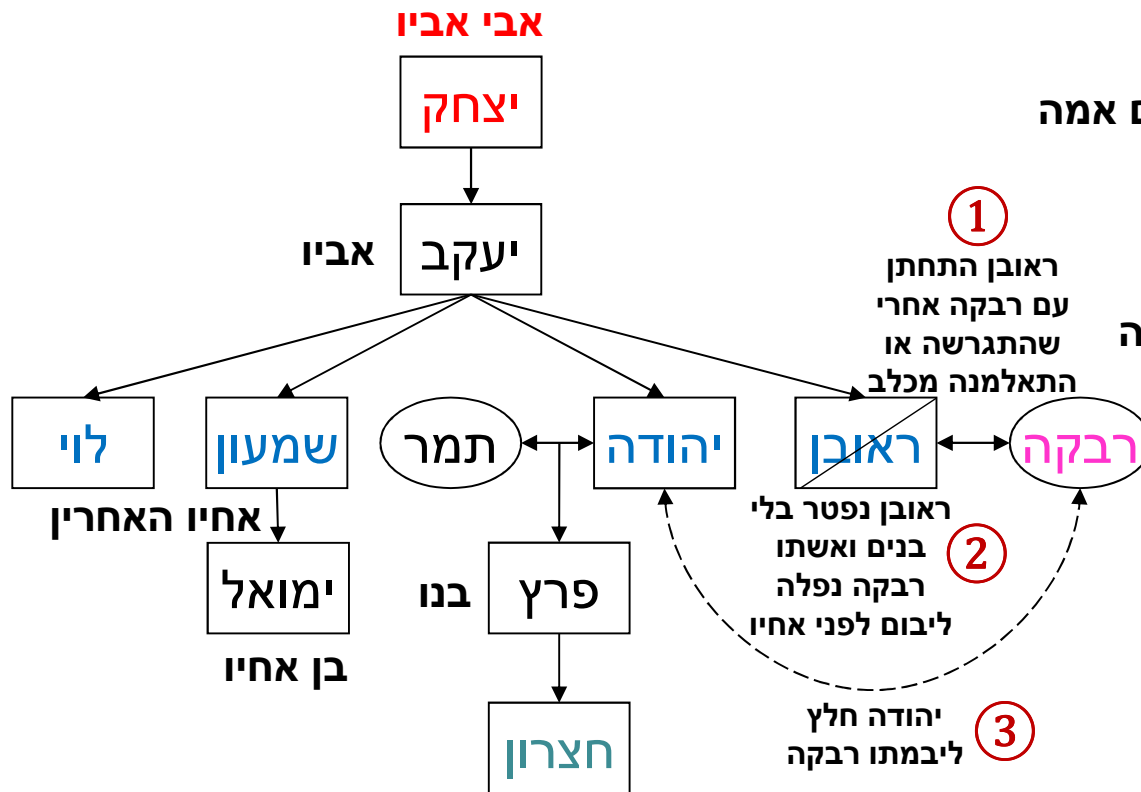 אבי אביו
יצחק
ם אמה
אביו
יעקב
1
ראובן התחתן
עם רבקה אחרי
שהתגרשה או
התאלמנה מכלב
ה
רבקה
ראובן
יהודה
תמר
שמעון
לוי
אחיו האחרין
ראובן נפטר בלי
בנים ואשתו
רבקה נפלה
ליבום לפני אחיו
2
פרץ
בנו
ימואל
בן אחיו
חצרון
יהודה חלץ
ליבמתו רבקה
3